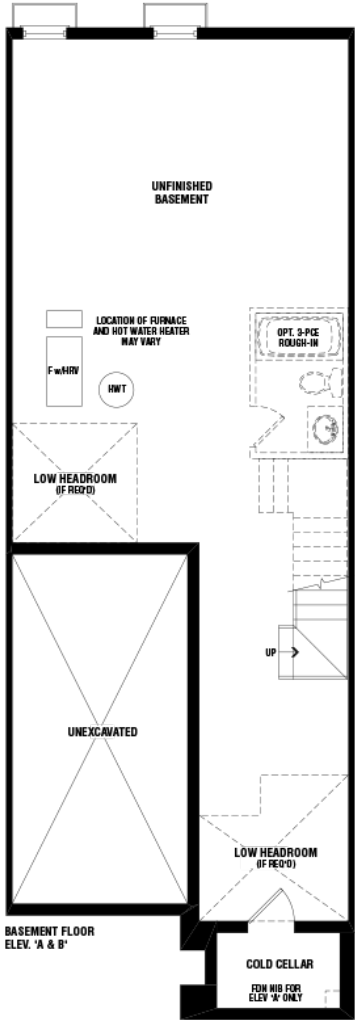 UNFINISHED
BASEMENT
LOCATION OF FURNACE
AND HOT WATER HEATER
MAY VARY
OPT. 3-PCE
ROUGH-IN
F w/HRV
HWT
LOW HEADROOM
(IF REQ'D)
UP
UNEXCAVATED
LOW HEADROOM
(IF REQ'D)
BASEMENT FLOOR
ELEV. 'A & B'
COLD CELLAR
FDN NIB FOR
ELEV 'A' ONLY